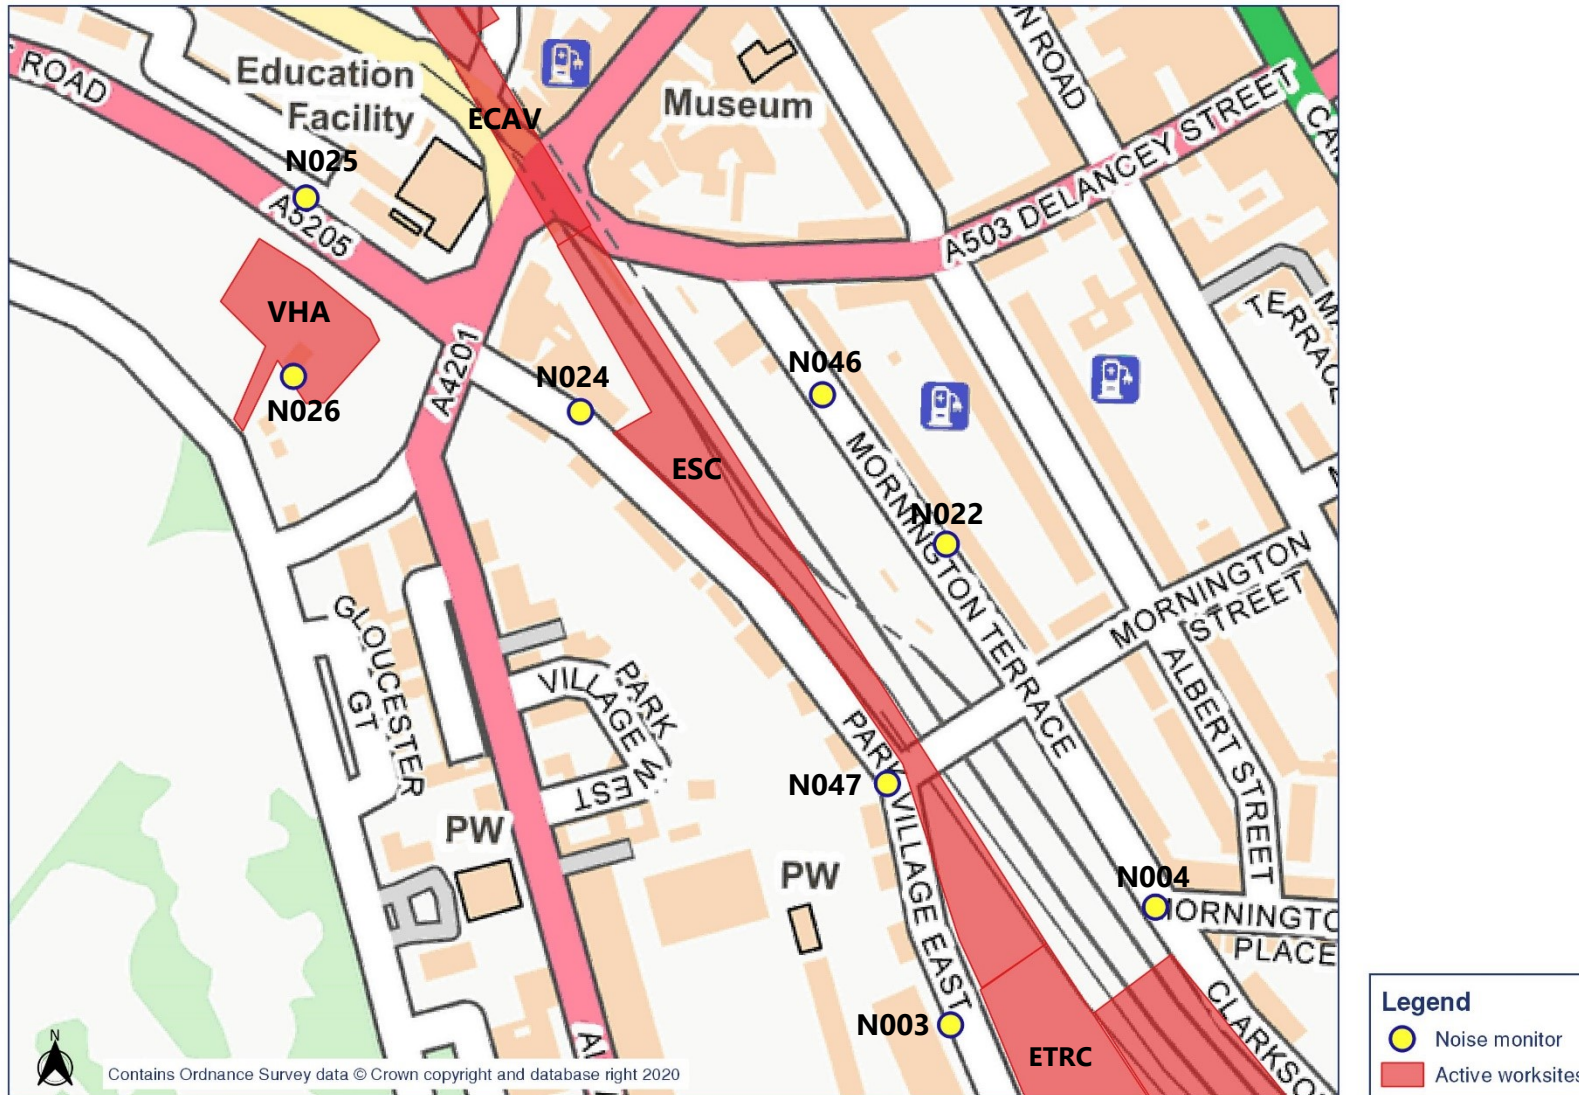 ROAD
Education
Facility
N025
A5205
ECAV
Museum
ON ROAD
A503 DELANCEY STREET
VHA
N026
A4201
N024
N046
TERRACE
ESC
MORNINGTON TERRACE
N022
MORNINGTON
STREET
ALBERT STREET
GLOUCESTER
GT
PARK
VILLAGE
WEST
PARK VILLAGE EAST
N047
PW
PW
N004
MORNINGTO
PLACE
N003
ETRC
CLARKSO
N
Contains Ordnance Survey data © Crown copyright and database right 2020
Legend
Noise monitor
Active worksites